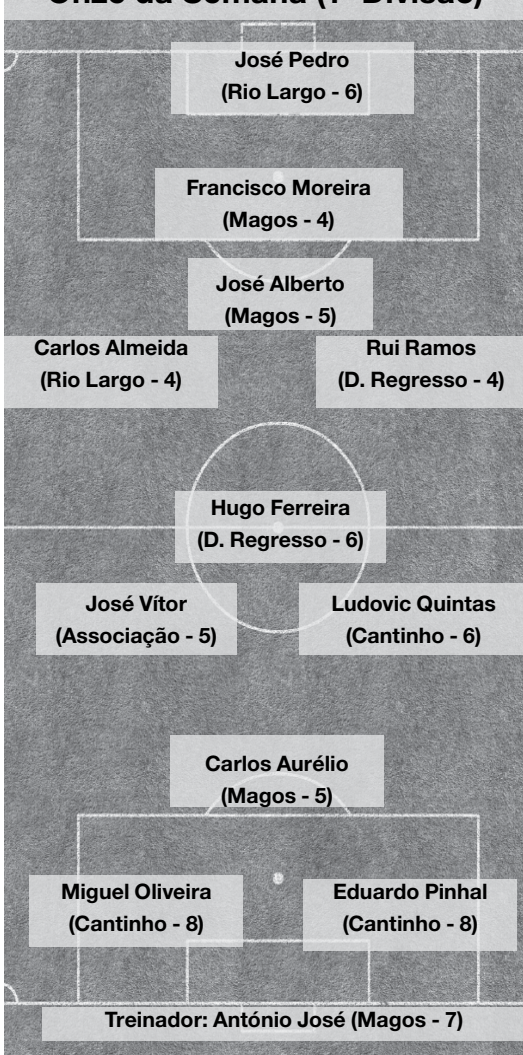 Onze da Semana (1ª Divisão)
José Pedro
(Rio Largo - 6)
Francisco Moreira
(Magos - 4)
José Alberto
(Magos - 5)
Carlos Almeida
(Rio Largo - 4)
Rui Ramos
(D. Regresso - 4)
Hugo Ferreira
(D. Regresso - 6)
José Vítor
(Associação - 5)
Ludovic Quintas
(Cantinho - 6)
Carlos Aurélio
(Magos - 5)
Miguel Oliveira
(Cantinho - 8)
Eduardo Pinhal
(Cantinho - 8)
Treinador: António José (Magos - 7)